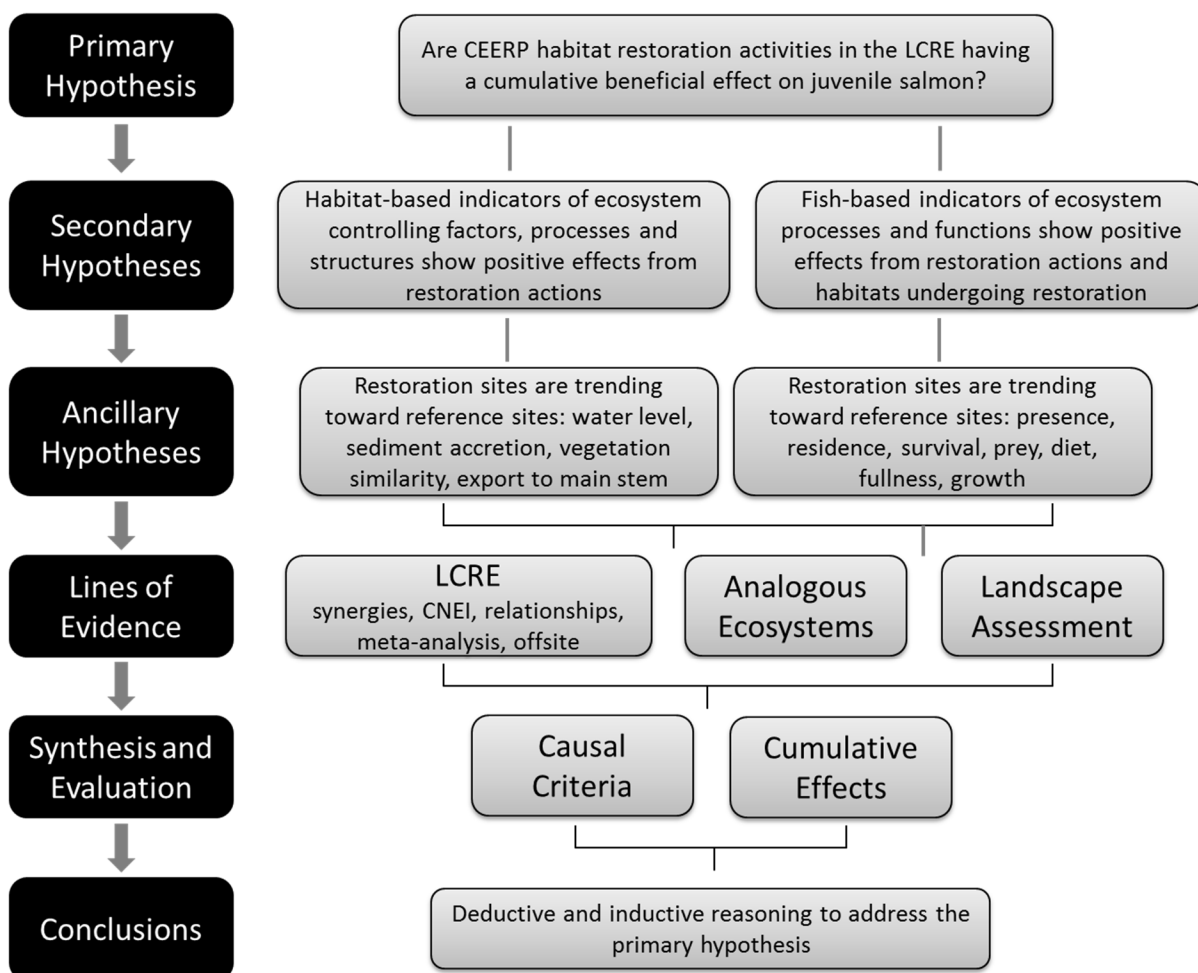 Primary
Hypothesis
Are CEERP habitat restoration activities in the LCRE having
a cumulative beneficial effect on juvenile salmon?
Secondary
Hypotheses
Habitat-based indicators of ecosystem
controlling factors, processes and
structures show positive effects from
restoration actions
Fish-based indicators of ecosystem
processes and functions show positive
effects from restoration actions and
habitats undergoing restoration
Ancillary
Hypotheses
Restoration sites are trending
toward reference sites: water level,
sediment accretion, vegetation
similarity, export to main stem
Restoration sites are trending
toward reference sites: presence,
residence, survival, prey, diet,
fullness, growth
Lines of
Evidence
LCRE
synergies, CNEI, relationships,
meta-analysis, offsite
Analogous
Ecosystems
Landscape
Assessment
Synthesis and
Evaluation
Causal
Criteria
Cumulative
Effects
Conclusions
Deductive and inductive reasoning to address the
primary hypothesis